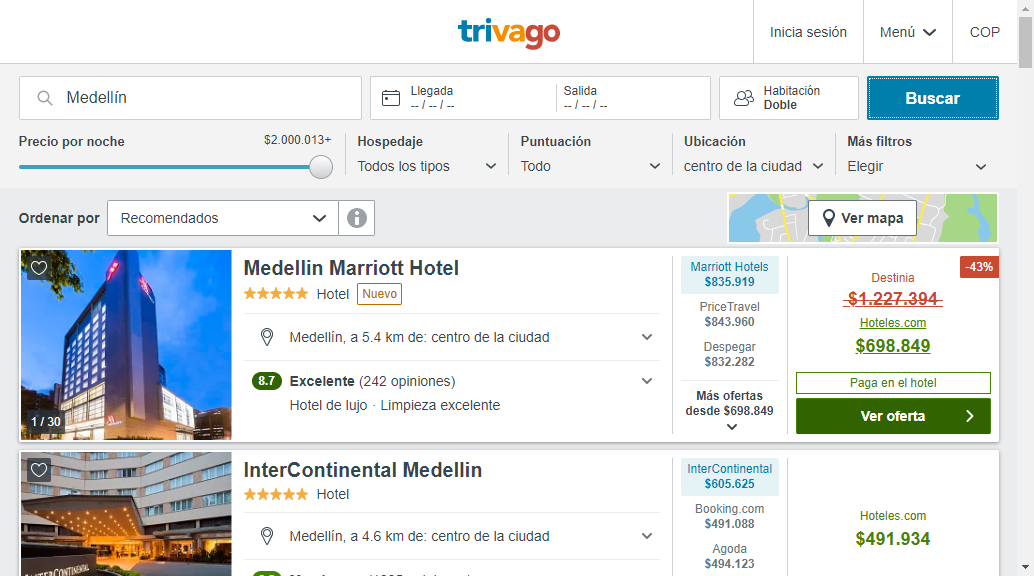 trivago
Inicia sesión
Menú
COP
Medellín
Llegada
-- / -- / --
Salida
-- / -- / --
Habitación
Doble
Buscar
Precio por noche
$2.000.013+
Hospedaje
Todos los tipos
Puntuación
Todo
Ubicación
centro de la ciudad
Más filtros
Elegir
Ordenar por
Recomendados
Ver mapa
1 / 30
Medellin Marriott Hotel
Hotel
Nuevo
Medellín, a 5.4 km de: centro de la ciudad
8.7 Excelente (242 opiniones)
Hotel de lujo · Limpieza excelente
Marriott Hotels
$835.919
PriceTravel
$843.960
Despegar
$832.282
Más ofertas
desde $698.849
-43%
Destinia
$1.227.394
Hoteles.com
$698.849
Paga en el hotel
Ver oferta
INTERCONTINENTAL
InterContinental Medellin
Hotel
Medellín, a 4.6 km de: centro de la ciudad
InterContinental
$605.625
Booking.com
$491.088
Agoda
$494.123
Hoteles.com
$491.934